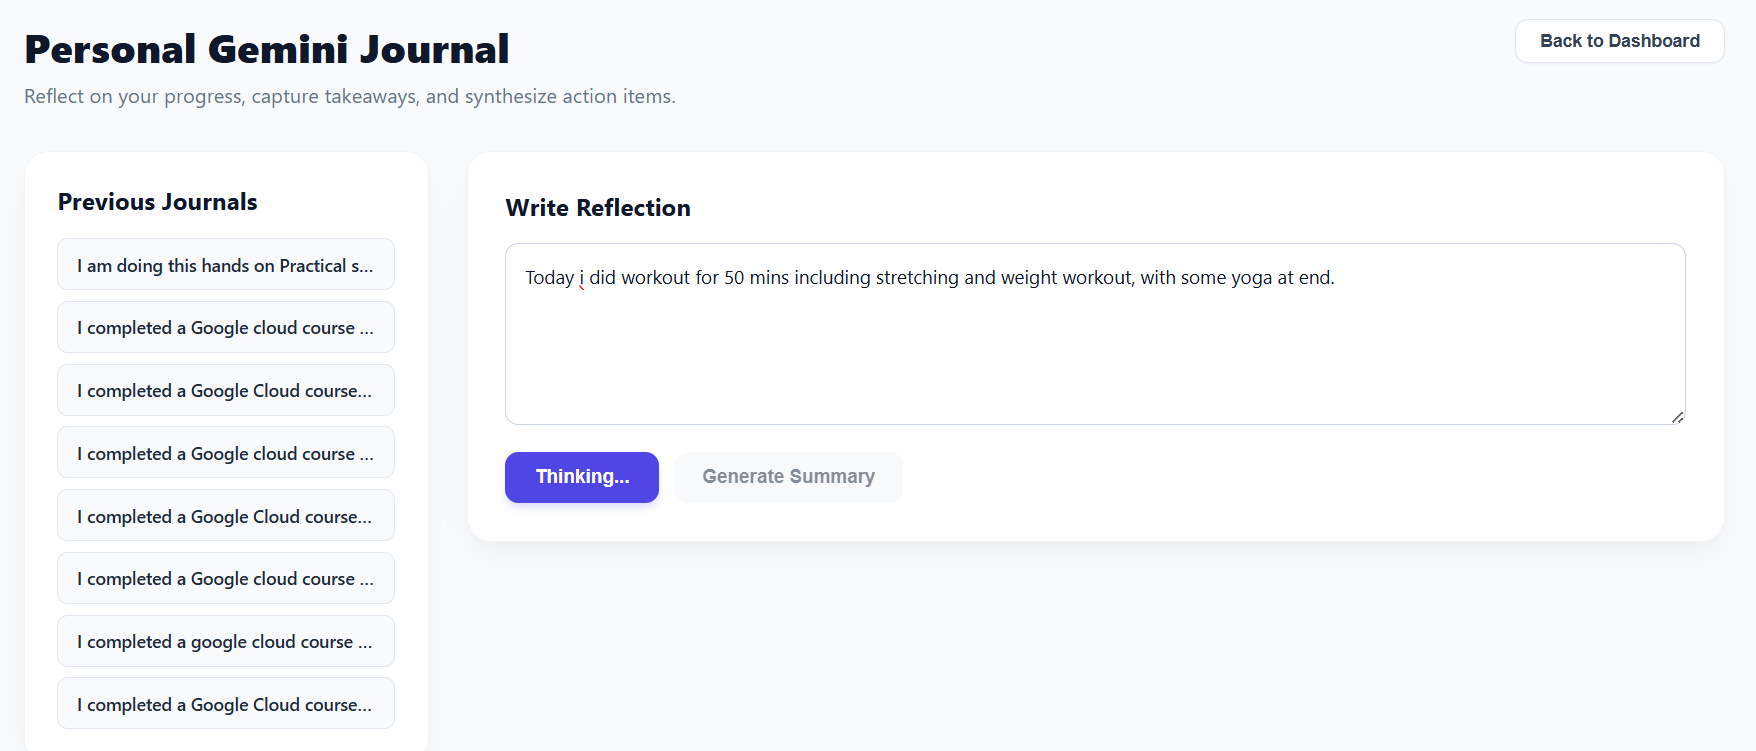 Personal Gemini Journal
Back to Dashboard
Reflect on your progress, capture takeaways, and synthesize action items.
Previous Journals
I am doing this hands on Practical s...
I completed a Google cloud course ...
I completed a Google Cloud course...
I completed a Google cloud course ...
I completed a Google Cloud course...
I completed a Google cloud course ...
I completed a google cloud course ...
I completed a Google Cloud course...
Write Reflection
Today i did workout for 50 mins including stretching and weight workout, with some yoga at end.
Thinking...
Generate Summary